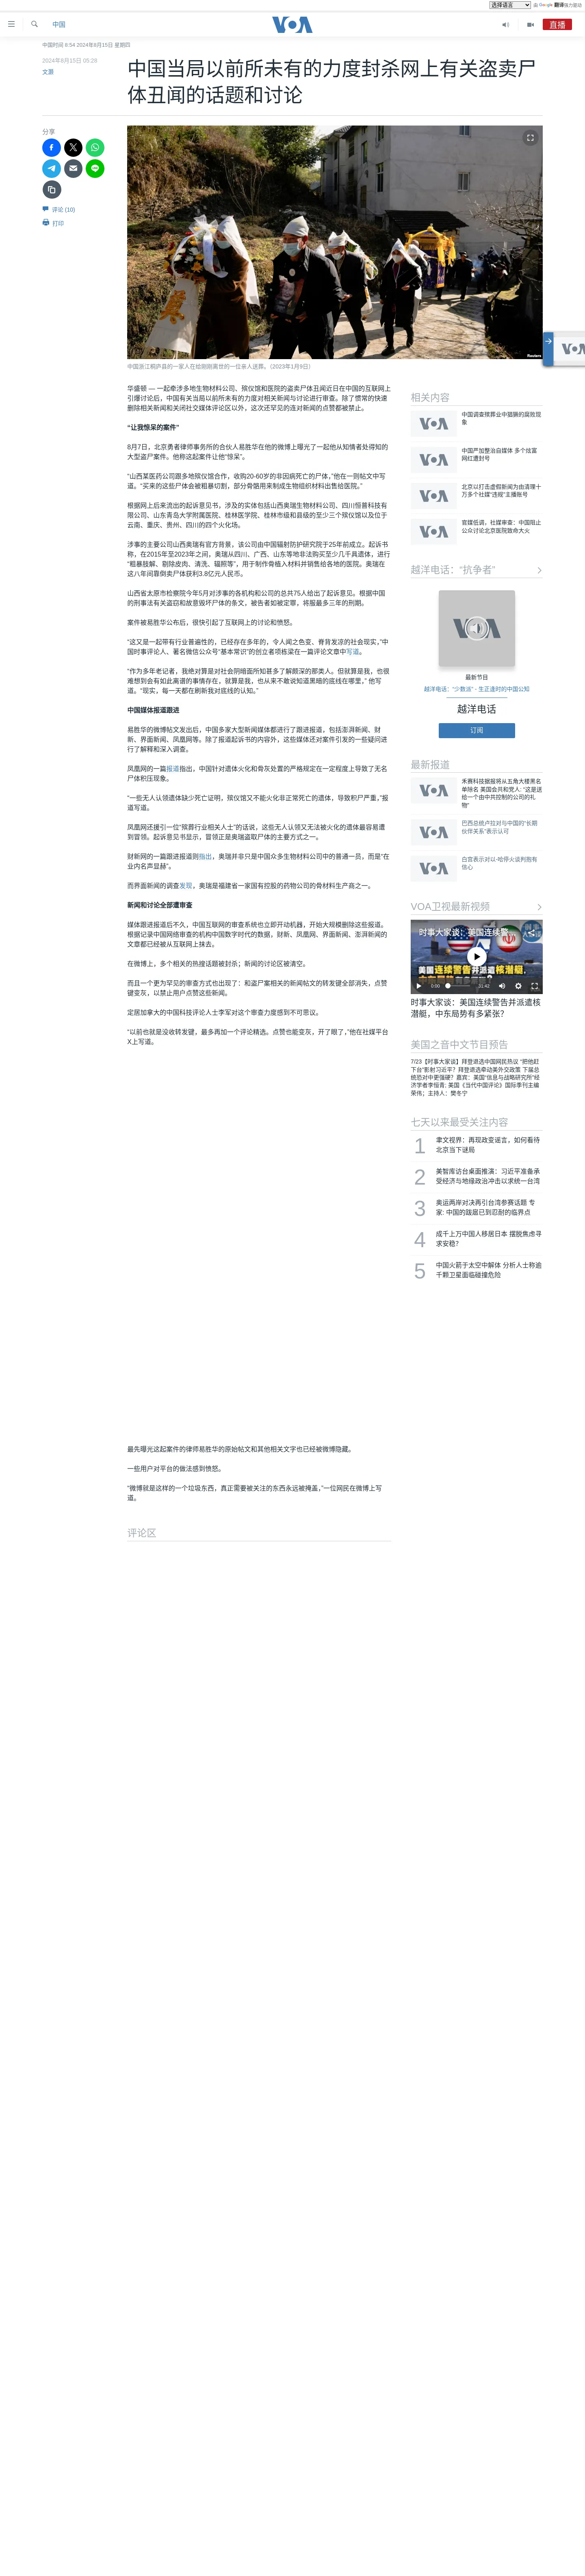 选择语言
由 Google 翻译强力驱动
中国
VOA
直播
中国时间 6:54 2024年8月15日 星期四
2024年8月15日 05:29
文灏
中国当局以前所未有的力度封杀网上有关盗卖尸
体丑闻的话题和讨论
分享
评论 (10)
打印
Reuters
中国浙江桐庐县的一家人在给刚刚离世的一位亲人送葬。(2023年1月9日)
华盛顿 — 一起牵涉多地生物材料公司、殡仪馆和医院的盗卖尸体丑闻近日在中国的互联网上
引爆讨论后，中国有关当局以前所未有的力度对相关新闻与讨论进行审查。除了惯常的快速
删除相关新闻和关闭社交媒体评论区以外，这次还罕见的连对新闻的点赞都被禁止。
“让我惊呆的案件”
8月7日，北京勇者律师事务所的合伙人易胜华在他的微博上曝光了一起他从知情者处得知的
大型盗尸案件。他称这起案件让他“惊呆”。
“山西某医药公司跟多地殡仪馆合作，收购20-60岁的非因病死亡的尸体，”他在一则帖文中写
道。“买来的这些尸体会被粗暴切割，部分骨骼用来制成生物组织材料出售给医院。”
根据网上后来流出的起诉意见书，涉及的实体包括山西奥瑞生物材料公司、四川恒普科技有
限公司、山东青岛大学附属医院、桂林医学院、桂林市级和县级的至少三个殡仪馆以及位于
云南、重庆、贵州、四川的四个火化场。
涉事的主要公司山西奥瑞有官方背景，该公司由中国辐射防护研究院于25年前成立。起诉书
称，在2015年至2023年之间，奥瑞从四川、广西、山东等地非法购买至少几千具遗体，进行
“粗暴肢解、剔除皮肉、清洗、辐照等”，用于制作骨植入材料并销售给各地的医院。奥瑞在
这八年间靠倒卖尸体获利3.8亿元人民币。
山西省太原市检察院今年5月对涉事的各机构和公司的总共75人给出了起诉意见。根据中国
的刑事法有关盗窃和故意毁坏尸体的条文，被告者如被定罪，将服最多三年的刑期。
案件被易胜华公布后，很快引起了互联网上的讨论和愤怒。
“这又是一起带有行业普遍性的，已经存在多年的，令人闻之色变、脊背发凉的社会现实，”中
国时事评论人、著名微信公众号“基本常识”的创立者项栋梁在一篇评论文章中写道。
“作为多年老记者，我绝对算是对社会阴暗面所知甚多了解颇深的那类人。但就算是我，也很
难想到会有如此离谱的事情存在，就算是我，也从来不敢说知道黑暗的底线在哪里，” 他写
道。“现实，每一天都在刷新我对底线的认知。”
中国媒体报道跟进
易胜华的微博帖文发出后，中国多家大型新闻媒体都进行了跟进报道，包括澎湃新闻、财
新、界面新闻、凤凰网等。除了报道起诉书的内容外，这些媒体还对案件引发的一些疑问进
行了解释和深入调查。
凤凰网的一篇报道指出，中国针对遗体火化和骨灰处置的严格规定在一定程度上导致了无名
尸体积压现象。
“一些无人认领遗体缺少死亡证明，殡仪馆又不能火化非正常死亡的遗体，导致积尸严重，”报
道写道。
凤凰网还援引一位“殡葬行业相关人士”的话说，这些无人认领又无法被火化的遗体最容易遭
到冒领。起诉意见书显示，冒领正是奥瑞盗取尸体的主要方式之一。
财新网的一篇跟进报道则指出，奥瑞并非只是中国众多生物材料公司中的普通一员，而是“在
业内名声显赫”。
而界面新闻的调查发现，奥瑞是福建省一家国有控股的药物公司的骨材料生产商之一。
新闻和讨论全部遭审查
媒体跟进报道后不久，中国互联网的审查系统也立即开动机器，开始大规模删除这些报道。
根据记录中国网络审查的机构中国数字时代的数据，财新、凤凰网、界面新闻、澎湃新闻的
文章都已经被从互联网上抹去。
在微博上，多个相关的热搜话题被封杀；新闻的讨论区被清空。
而且一个更为罕见的审查方式也出现了：和盗尸案相关的新闻帖文的转发键全部消失，点赞
键变灰，以禁止用户点赞这些新闻。
定居加拿大的中国科技评论人士李军对这个审查力度感到不可思议。
“以前也就是没收转发键，最多再加一个评论精选。点赞也能变灰，开了眼了，”他在社媒平台
X上写道。
最先曝光这起案件的律师易胜华的原始帖文和其他相关文字也已经被微博隐藏。
一些用户对平台的做法感到愤怒。
“微博就是这样的一个垃圾东西，真正需要被关注的东西永远被掩盖，”一位网民在微博上写
道。
评论区
相关内容
中国调查殡葬业中猖獗的腐败现
象
中国严加整治自媒体 多个炫富
网红遭封号
北京以打击虚假新闻为由清理十
万多个社媒“违规”主播账号
官媒低调，社媒审查：中国阻止
公众讨论北京医院致命大火
越洋电话：“抗争者”
最新节目
越洋电话：“少数派” - 生正逢时的中国公知
越洋电话
订阅
最新报道
禾赛科技据报将从五角大楼黑名
单除名 美国会共和党人: “这是送
给一个由中共控制的公司的礼
物”
巴西总统卢拉对与中国的“长期
伙伴关系”表示认可
白宫表示对以-哈停火谈判抱有
信心
VOA卫视最新视频
时事大家谈：美国连续警
美国连续警告并派遣核潜艇，
0:00
31:42
时事大家谈：美国连续警告并派遣核
潜艇，中东局势有多紧张?
美国之音中文节目预告
7/23【时事大家谈】拜登退选中国网民热议 “把他赶
下台”影射习近平？拜登退选牵动美外交政策 下届总
统恐对中更强硬？嘉宾：美国“信息与战略研究所”经
济学者李恒青; 美国《当代中国评论》国际季刊主编
荣伟；主持人：樊冬宁
七天以来最受关注内容
1
聿文视界：再现政变谣言，如何看待
北京当下谜局
2
美智库访台桌面推演：习近平准备承
受经济与地缘政治冲击以求统一台湾
3
奥运两岸对决再引台湾参赛话题 专
家: 中国的跋扈已到忍耐的临界点
4
成千上万中国人移居日本 摆脱焦虑寻
求安稳?
5
中国火箭于太空中解体 分析人士称逾
千颗卫星面临碰撞危险